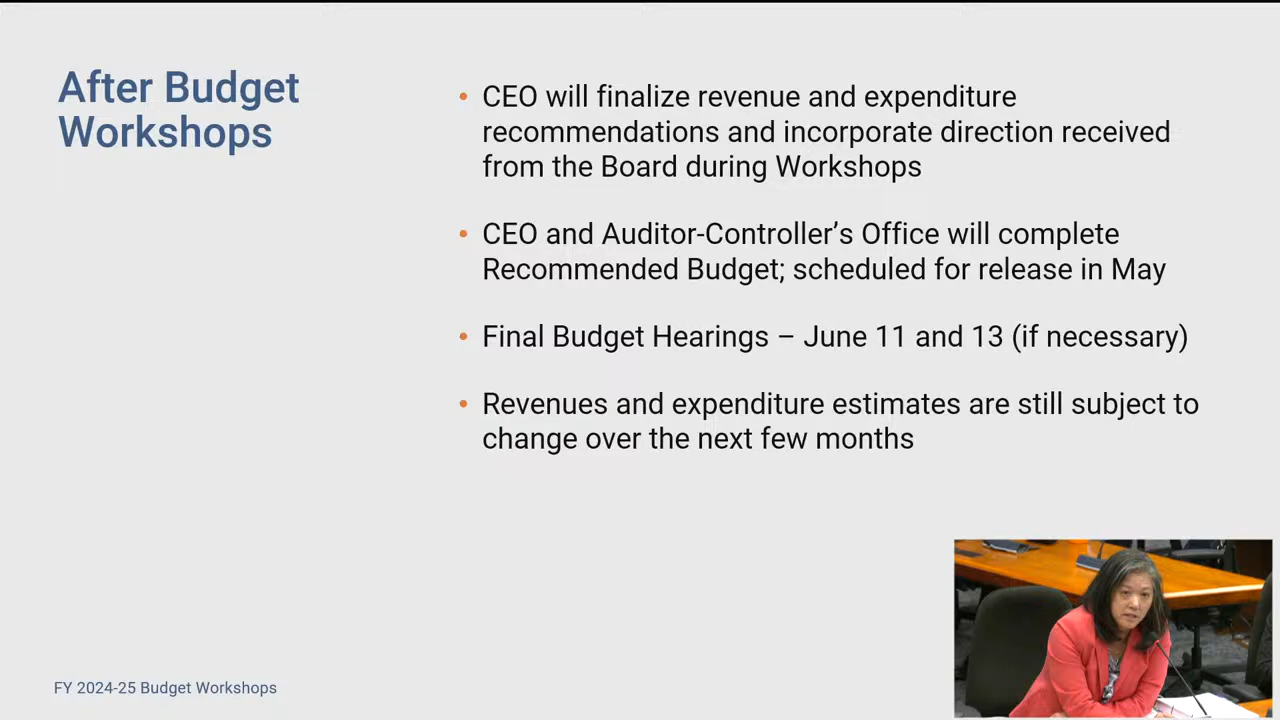 After Budget
Workshops
• CEO will finalize revenue and expenditure
recommendations and incorporate direction received
from the Board during Workshops
• CEO and Auditor-Controller’s Office will complete
Recommended Budget; scheduled for release in May
• Final Budget Hearings – June 11 and 13 (if necessary)
• Revenues and expenditure estimates are still subject to
change over the next few months
FY 2024-25 Budget Workshops